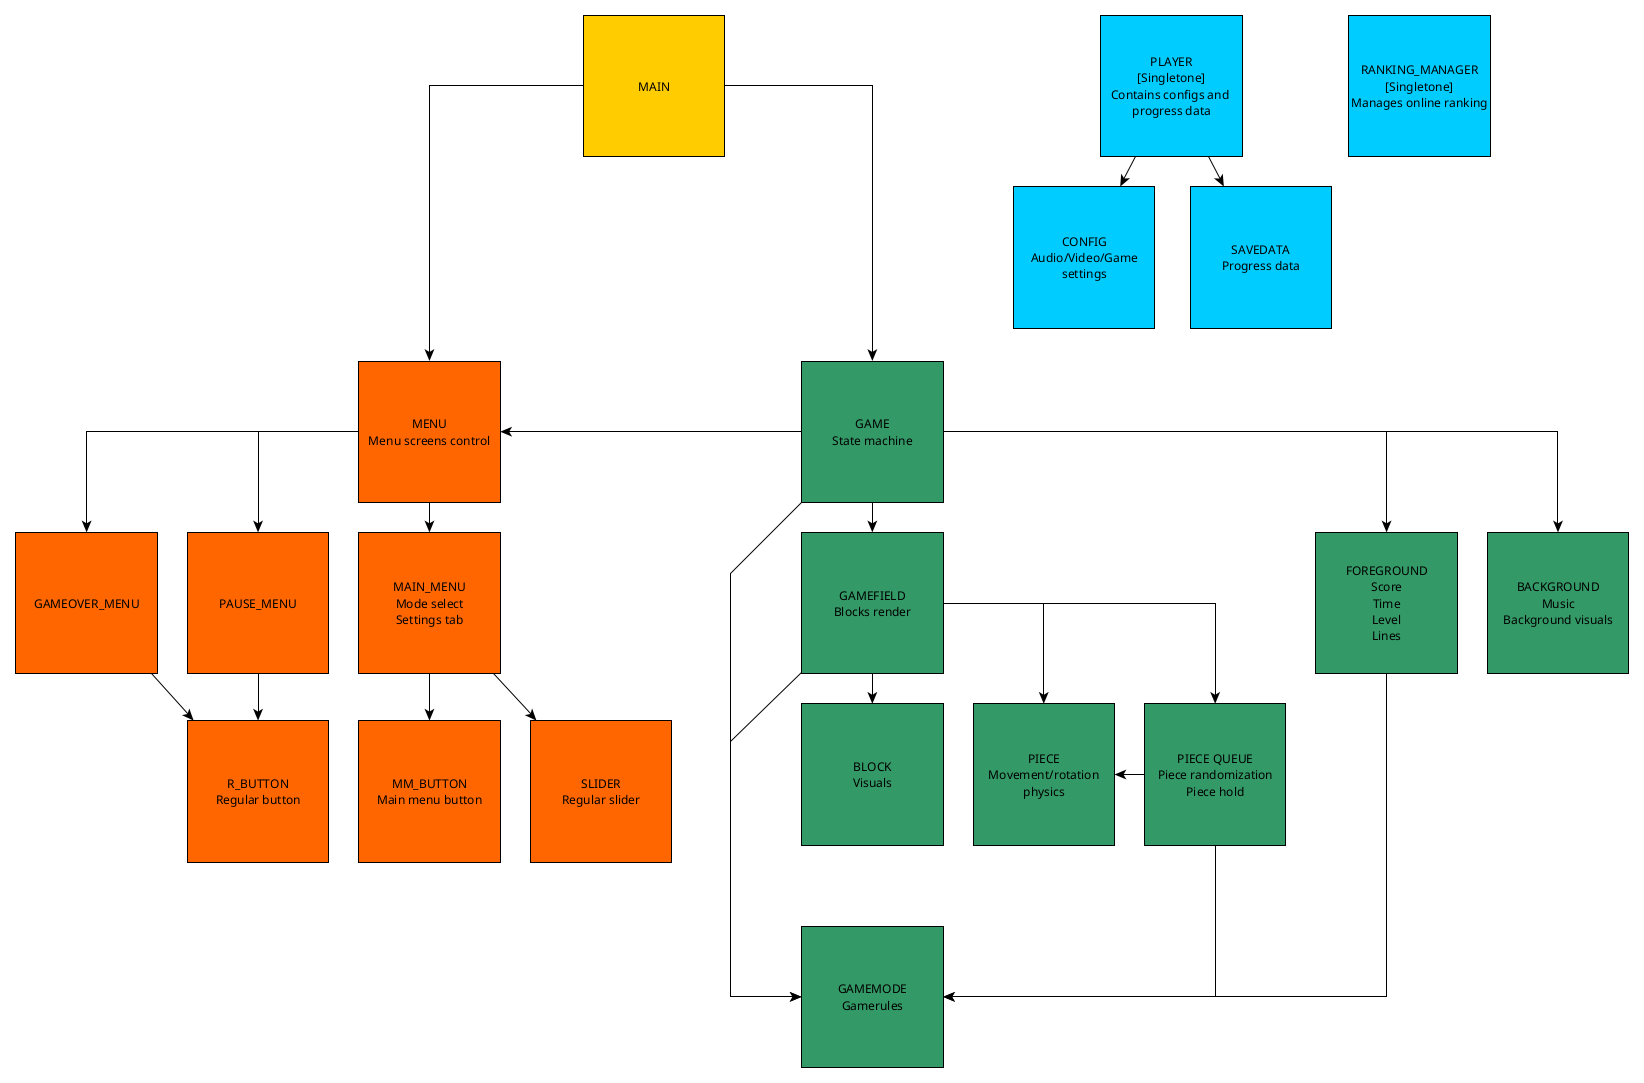 MAIN
PLAYER
[Singletone]
Contains configs and
progress data
RANKING_MANAGER
[Singletone]
Manages online ranking
CONFIG
Audio/Video/Game
settings
SAVEDATA
Progress data
MENU
Menu screens control
GAME
State machine
GAMEOVER_MENU
PAUSE_MENU
MAIN_MENU
Mode select
Settings tab
GAMEFIELD
Blocks render
FOREGROUND
Score
Time
Level
Lines
BACKGROUND
Music
Background visuals
R_BUTTON
Regular button
MM_BUTTON
Main menu button
SLIDER
Regular slider
BLOCK
Visuals
PIECE
Movement/rotation
physics
PIECE QUEUE
Piece randomization
Piece hold
GAMEMODE
Gamerules